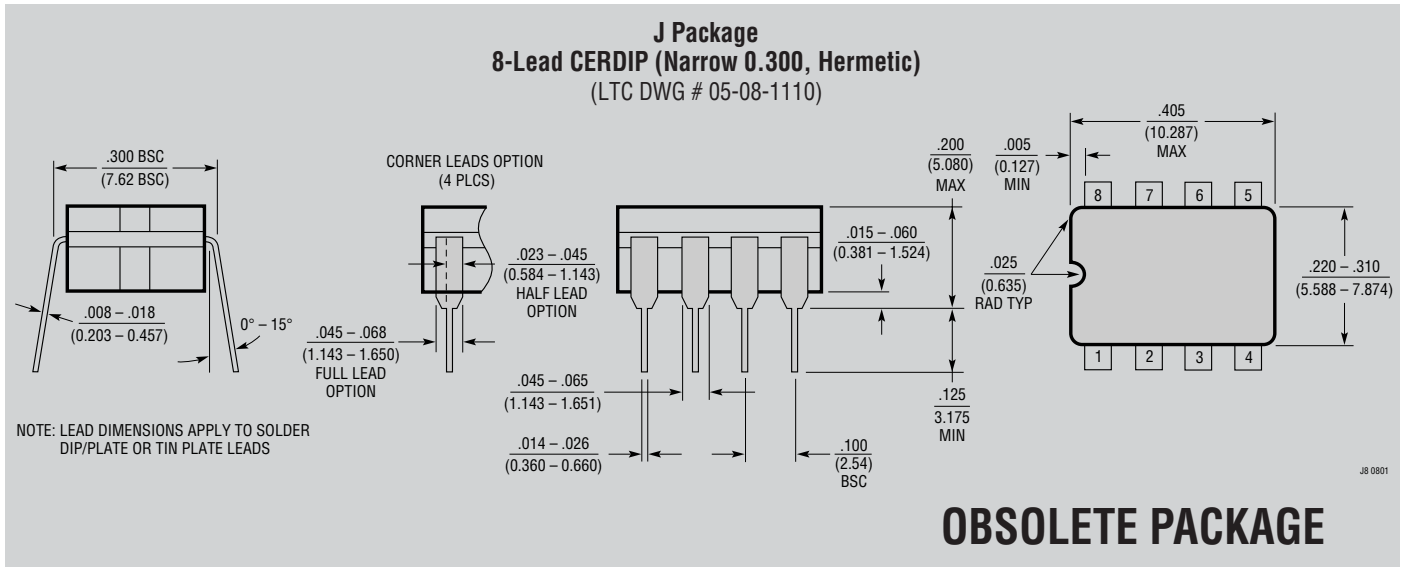 J Package
8-Lead CERDIP (Narrow 0.300, Hermetic)
(LTC DWG # 05-08-1110)
.300 BSC
(7.62 BSC)
.008 – .018
(0.203 – 0.457)
0° – 15°
NOTE: LEAD DIMENSIONS APPLY TO SOLDER
DIP/PLATE OR TIN PLATE LEADS
CORNER LEADS OPTION
(4 PLCS)
.023 – .045
(0.584 – 1.143)
HALF LEAD
OPTION
.045 – .068
(1.143 – 1.650)
FULL LEAD
OPTION
.200
(5.080)
MAX
.015 – .060
(0.381 – 1.524)
.045 – .065
(1.143 – 1.651)
.014 – .026
(0.360 – 0.660)
.100
(2.54)
BSC
.125
3.175
MIN
.005
(0.127)
MIN
.405
(10.287)
MAX
8 7 6 5
.025
(0.635)
RAD TYP
.220 – .310
(5.588 – 7.874)
1 2 3 4
J8 0801
OBSOLETE PACKAGE